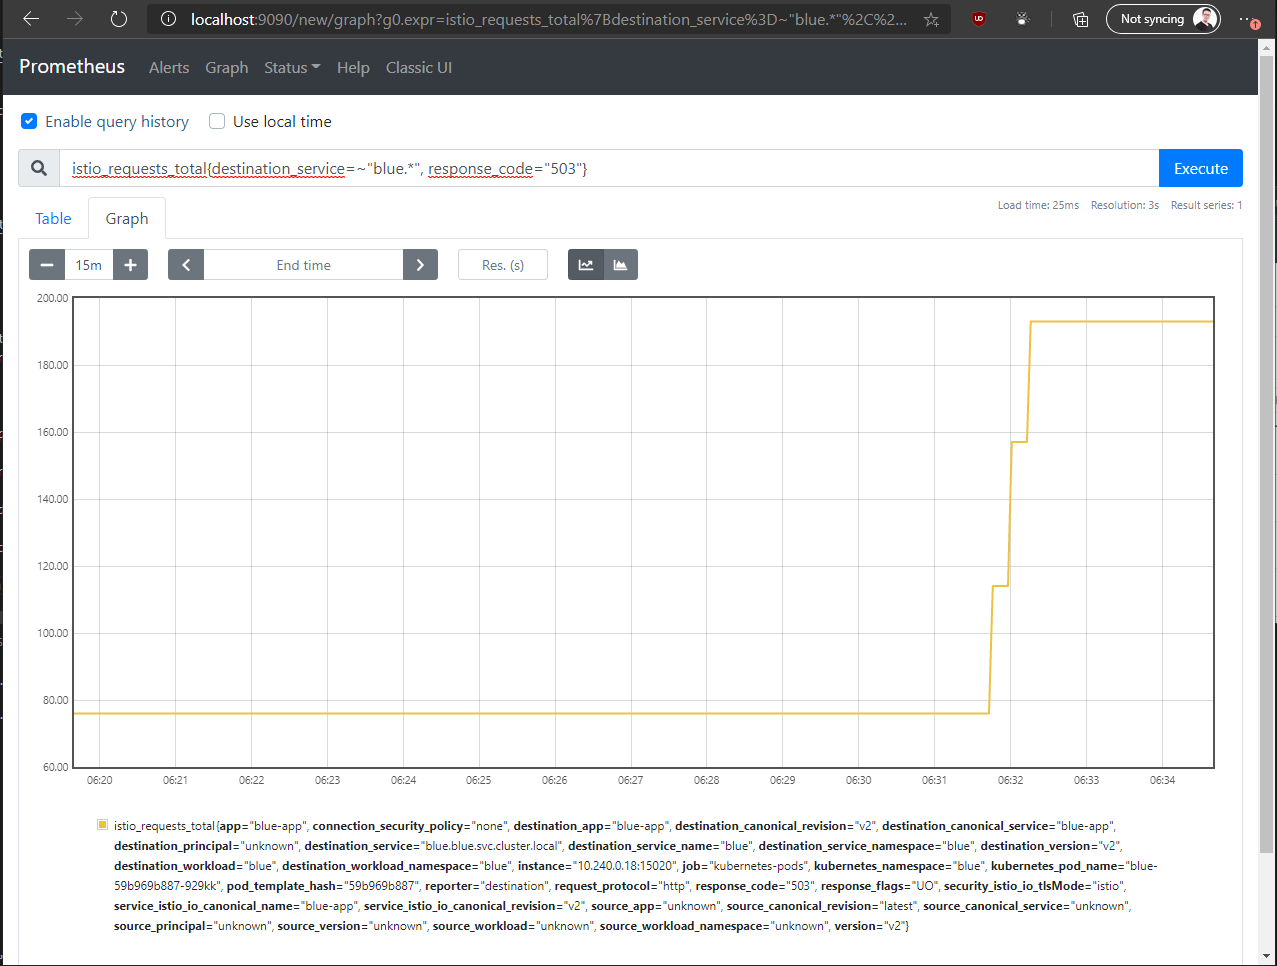 localhost:9090/new/graph?g0.expr=istio_requests_total%7Bdestination_service%3D~"blue.*"%2C%2...
Not syncing
Prometheus Alerts Graph Status Help Classic UI
Enable query history Use local time
istio_requests_total{destination_service=~"blue.*", response_code="503"}
Execute
Load time: 25ms Resolution: 3s Result series: 1
Table Graph
15m End time Res. (s)
200.00
180.00
160.00
140.00
120.00
100.00
80.00
60.00
06:20 06:21 06:22 06:23 06:24 06:25 06:26 06:27 06:28 06:29 06:30 06:31 06:32 06:33 06:34
istio_requests_total{app="blue-app", connection_security_policy="none", destination_app="blue-app", destination_canonical_revision="v2", destination_canonical_service="blue-app",
destination_principal="unknown", destination_service="blue.blue.svc.cluster.local", destination_service_name="blue", destination_service_namespace="blue", destination_version="v2",
destination_workload="blue", destination_workload_namespace="blue", instance="10.240.0.18:15020", job="kubernetes-pods", kubernetes_namespace="blue", kubernetes_pod_name="blue-
59b969b887-929kk", pod_template_hash="59b969b887", reporter="destination", request_protocol="http", response_code="503", response_flags="UO", security_istio_io_tlsMode="istio",
service_istio_io_canonical_name="blue-app", service_istio_io_canonical_revision="v2", source_app="unknown", source_canonical_revision="latest", source_canonical_service="unknown",
source_principal="unknown", source_version="unknown", source_workload="unknown", source_workload_namespace="unknown", version="v2"}